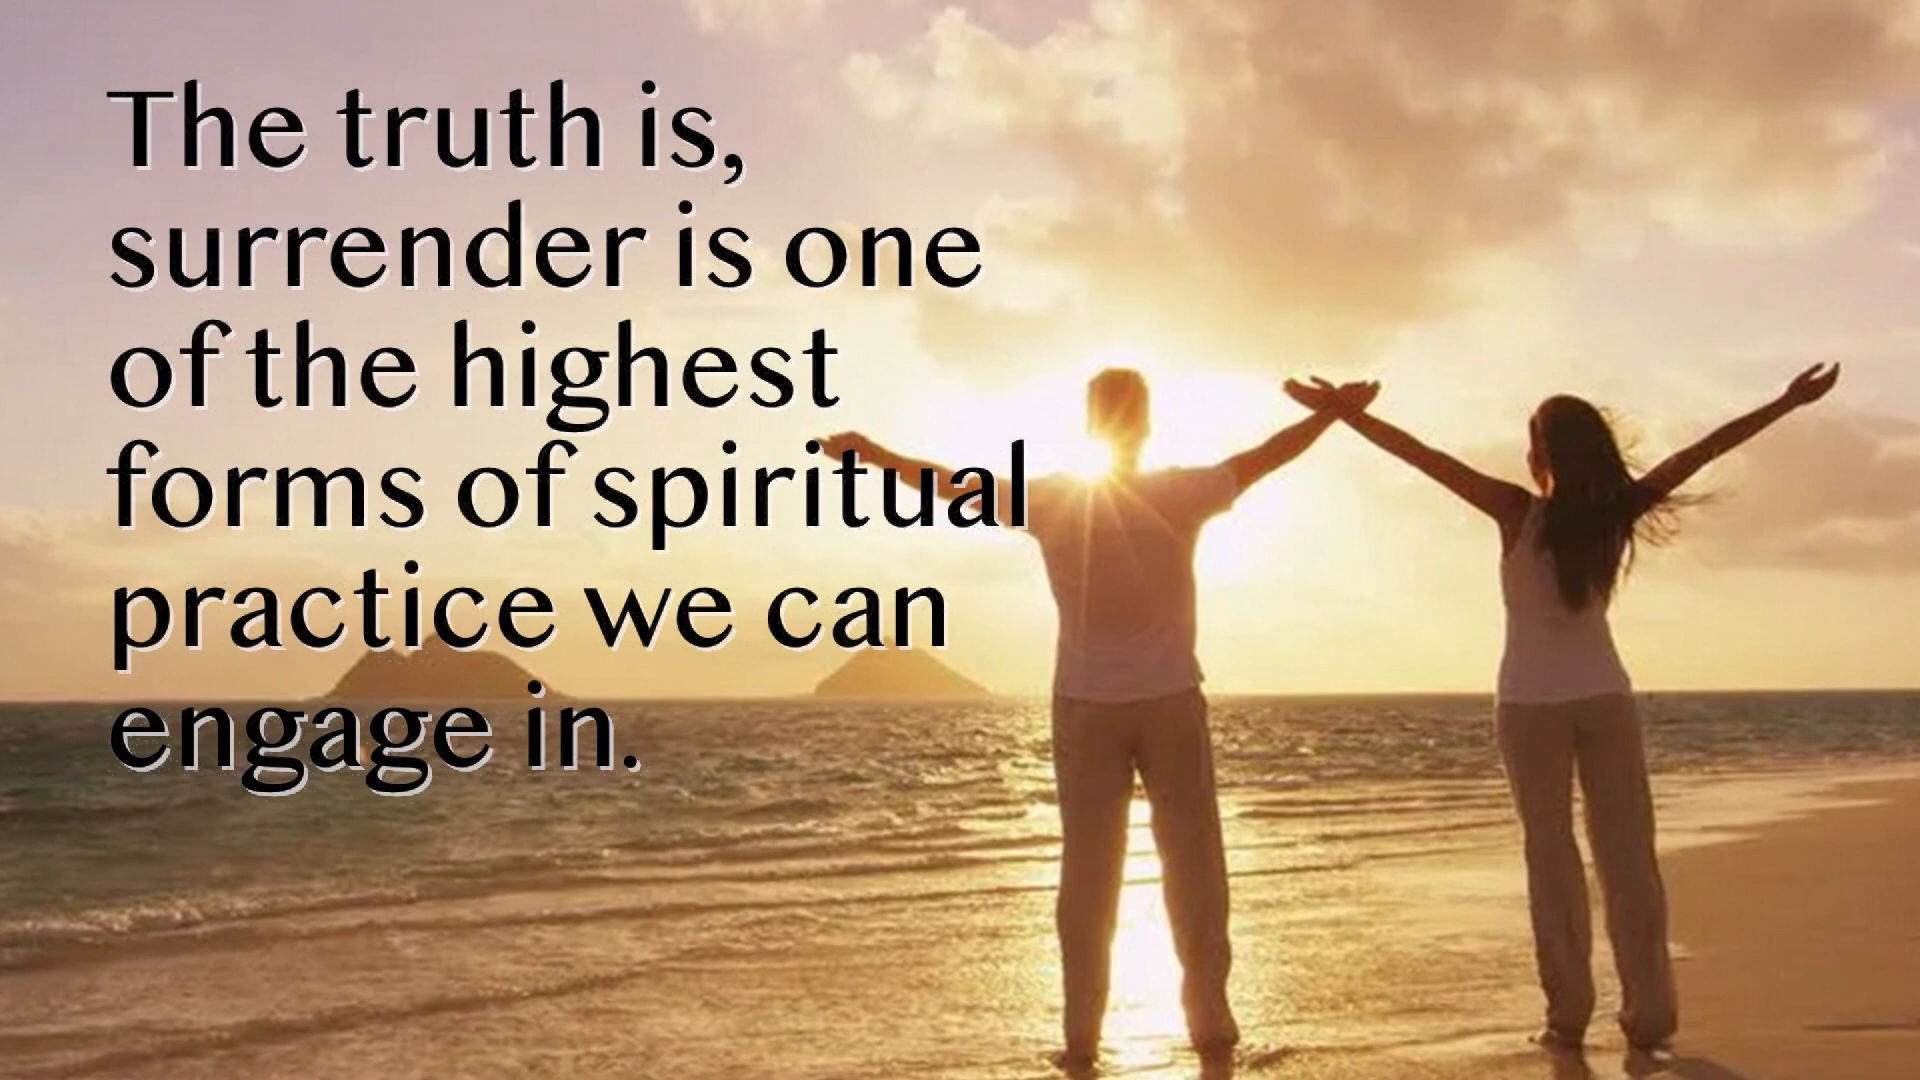 The truth is,
surrender is one
of the highest
forms of spiritual
practice we can
engage in.